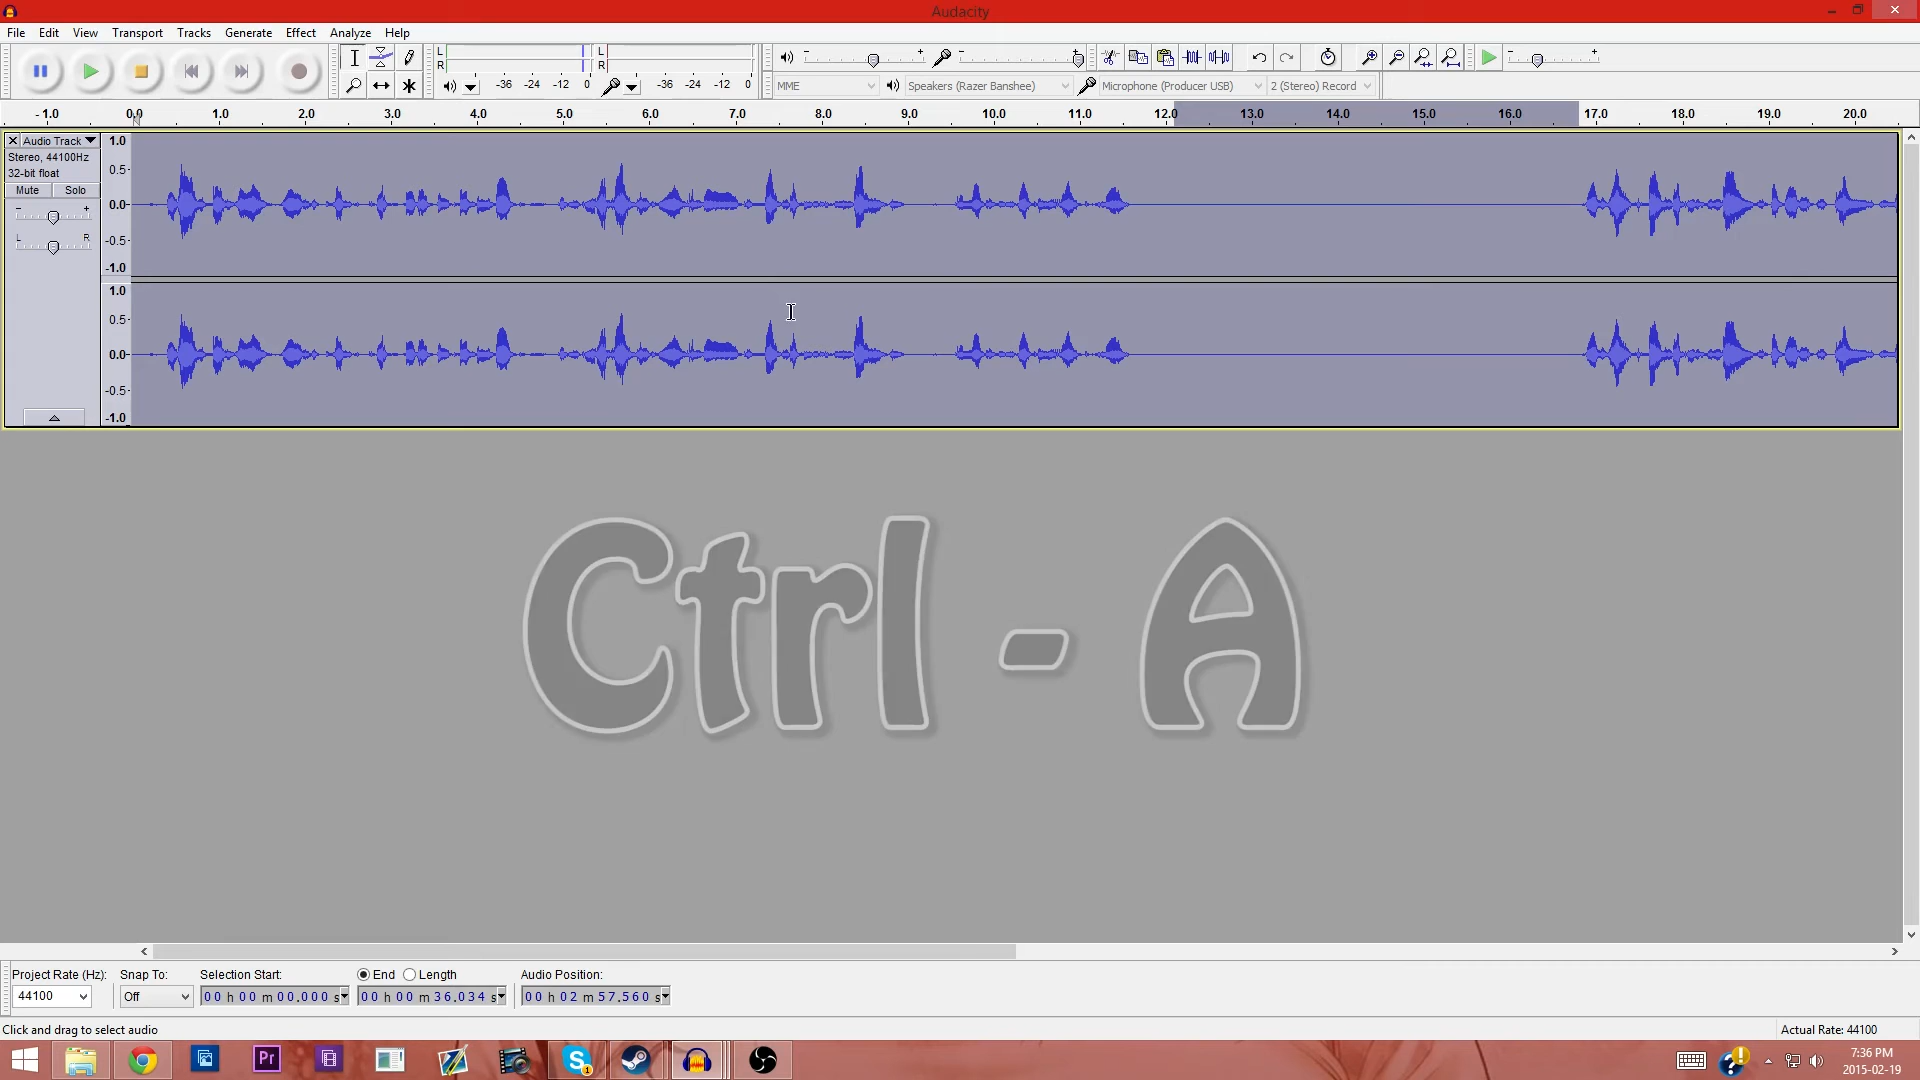 Audacity
File Edit View Transport Tracks Generate Effect Analyze Help
L R -36 -24 -12 0 L R -36 -24 -12 0
MME Speakers (Razer Banshee) Microphone (Producer USB) 2 (Stereo) Record
- 1.0 0.0 1.0 2.0 3.0 4.0 5.0 6.0 7.0 8.0 9.0 10.0 11.0 12.0 13.0 14.0 15.0 16.0 17.0 18.0 19.0 20.0
Audio Track 1.0
Stereo, 44100Hz
32-bit float 0.5
Mute Solo
- + 0.0
L R -0.5
-1.0
1.0
0.5
0.0
-0.5
-1.0
Ctrl - A
Project Rate (Hz): Snap To: Selection Start: End Length Audio Position:
44100 Off 00 h 00 m 00.000 s 00 h 00 m 36.034 s 00 h 02 m 57.560 s
Click and drag to select audio Actual Rate: 44100
Pr S 1
7:36 PM
2015-02-19